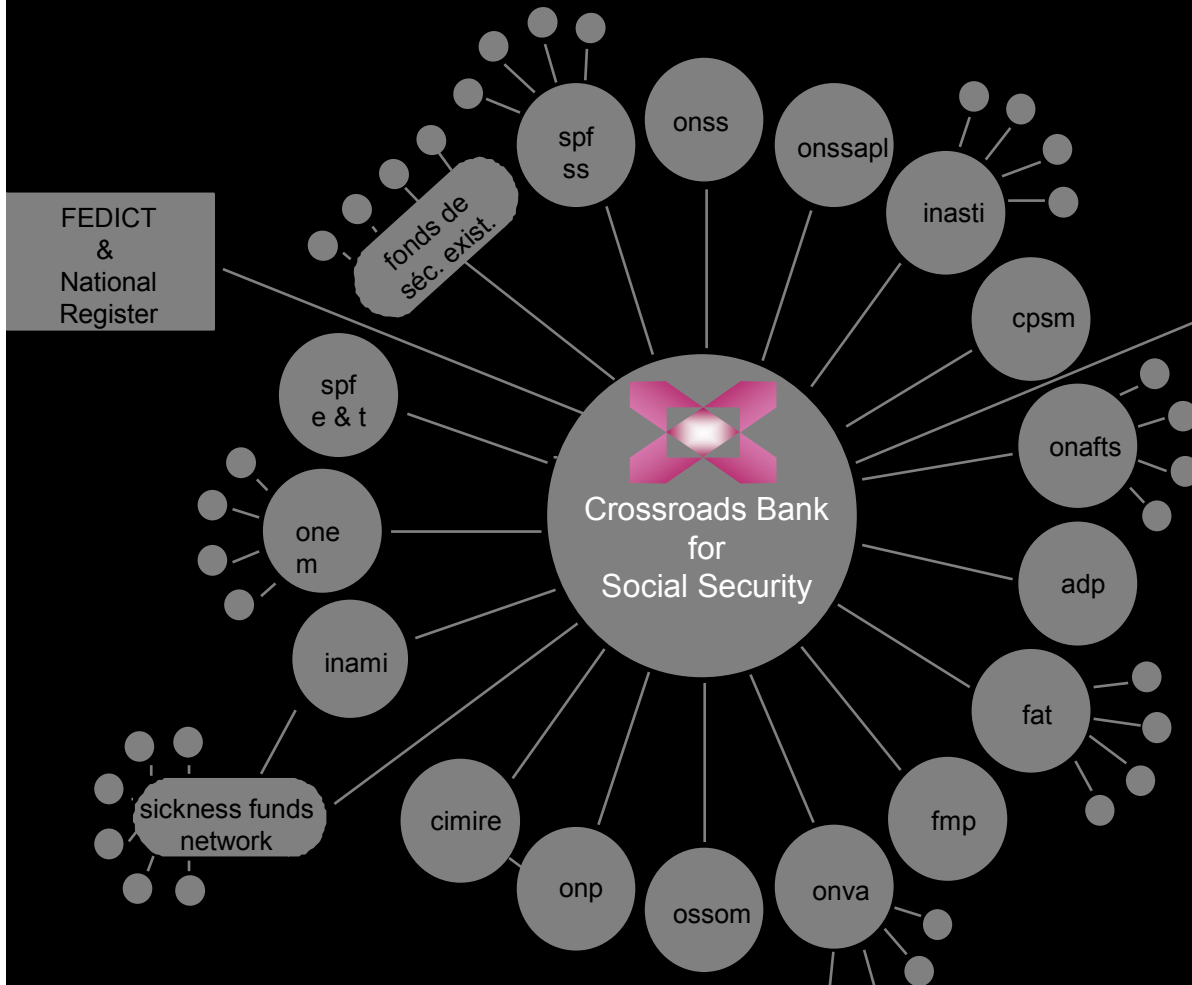 spf
ss
onss
onssapl
inasti
fonds de
séc. exist.
FEDICT
&
National
Register
cpsm
spf
e & t
onafts
one
m
Crossroads Bank
for
Social Security
adp
inami
fat
sickness funds
network
cimire
fmp
onp
ossom
onva